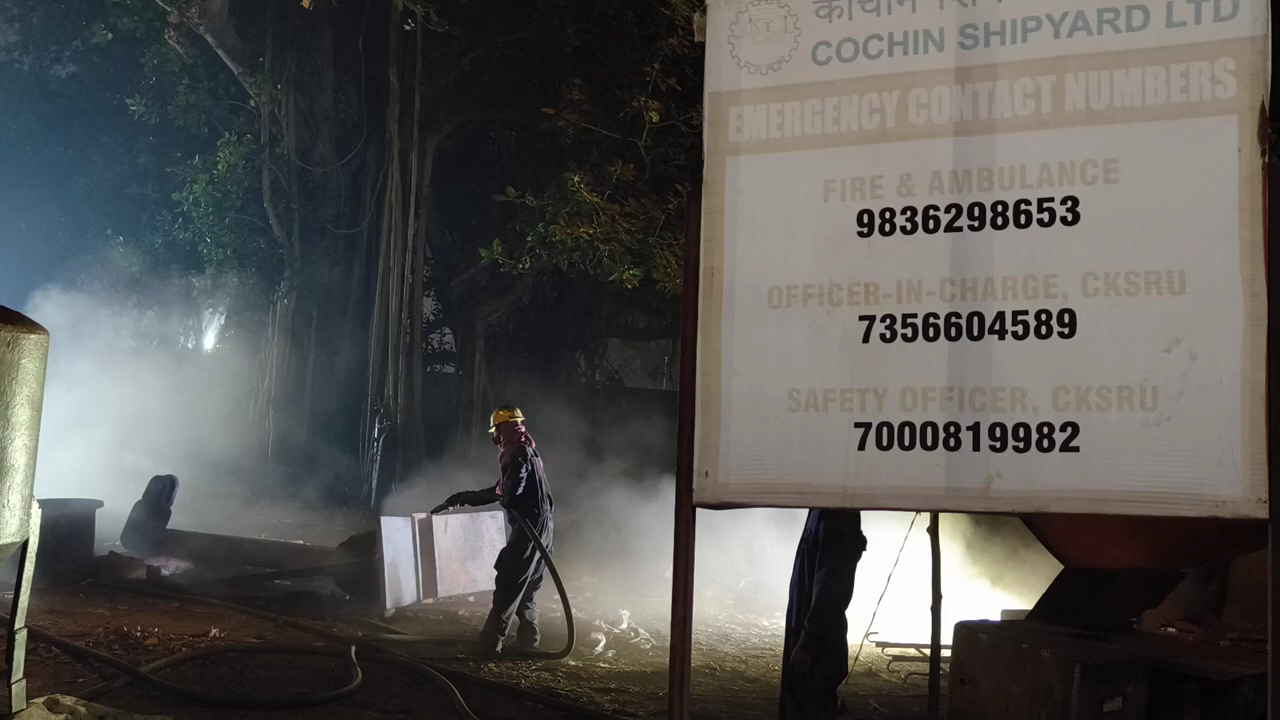 कोचीन
COCHIN SHIPYARD LTD
EMERGENCY CONTACT NUMBERS
FIRE & AMBULANCE
9836298653
OFFICER-IN-CHARGE, CKSRU
7356604589
SAFETY OFFICER, CKSRU
7000819982